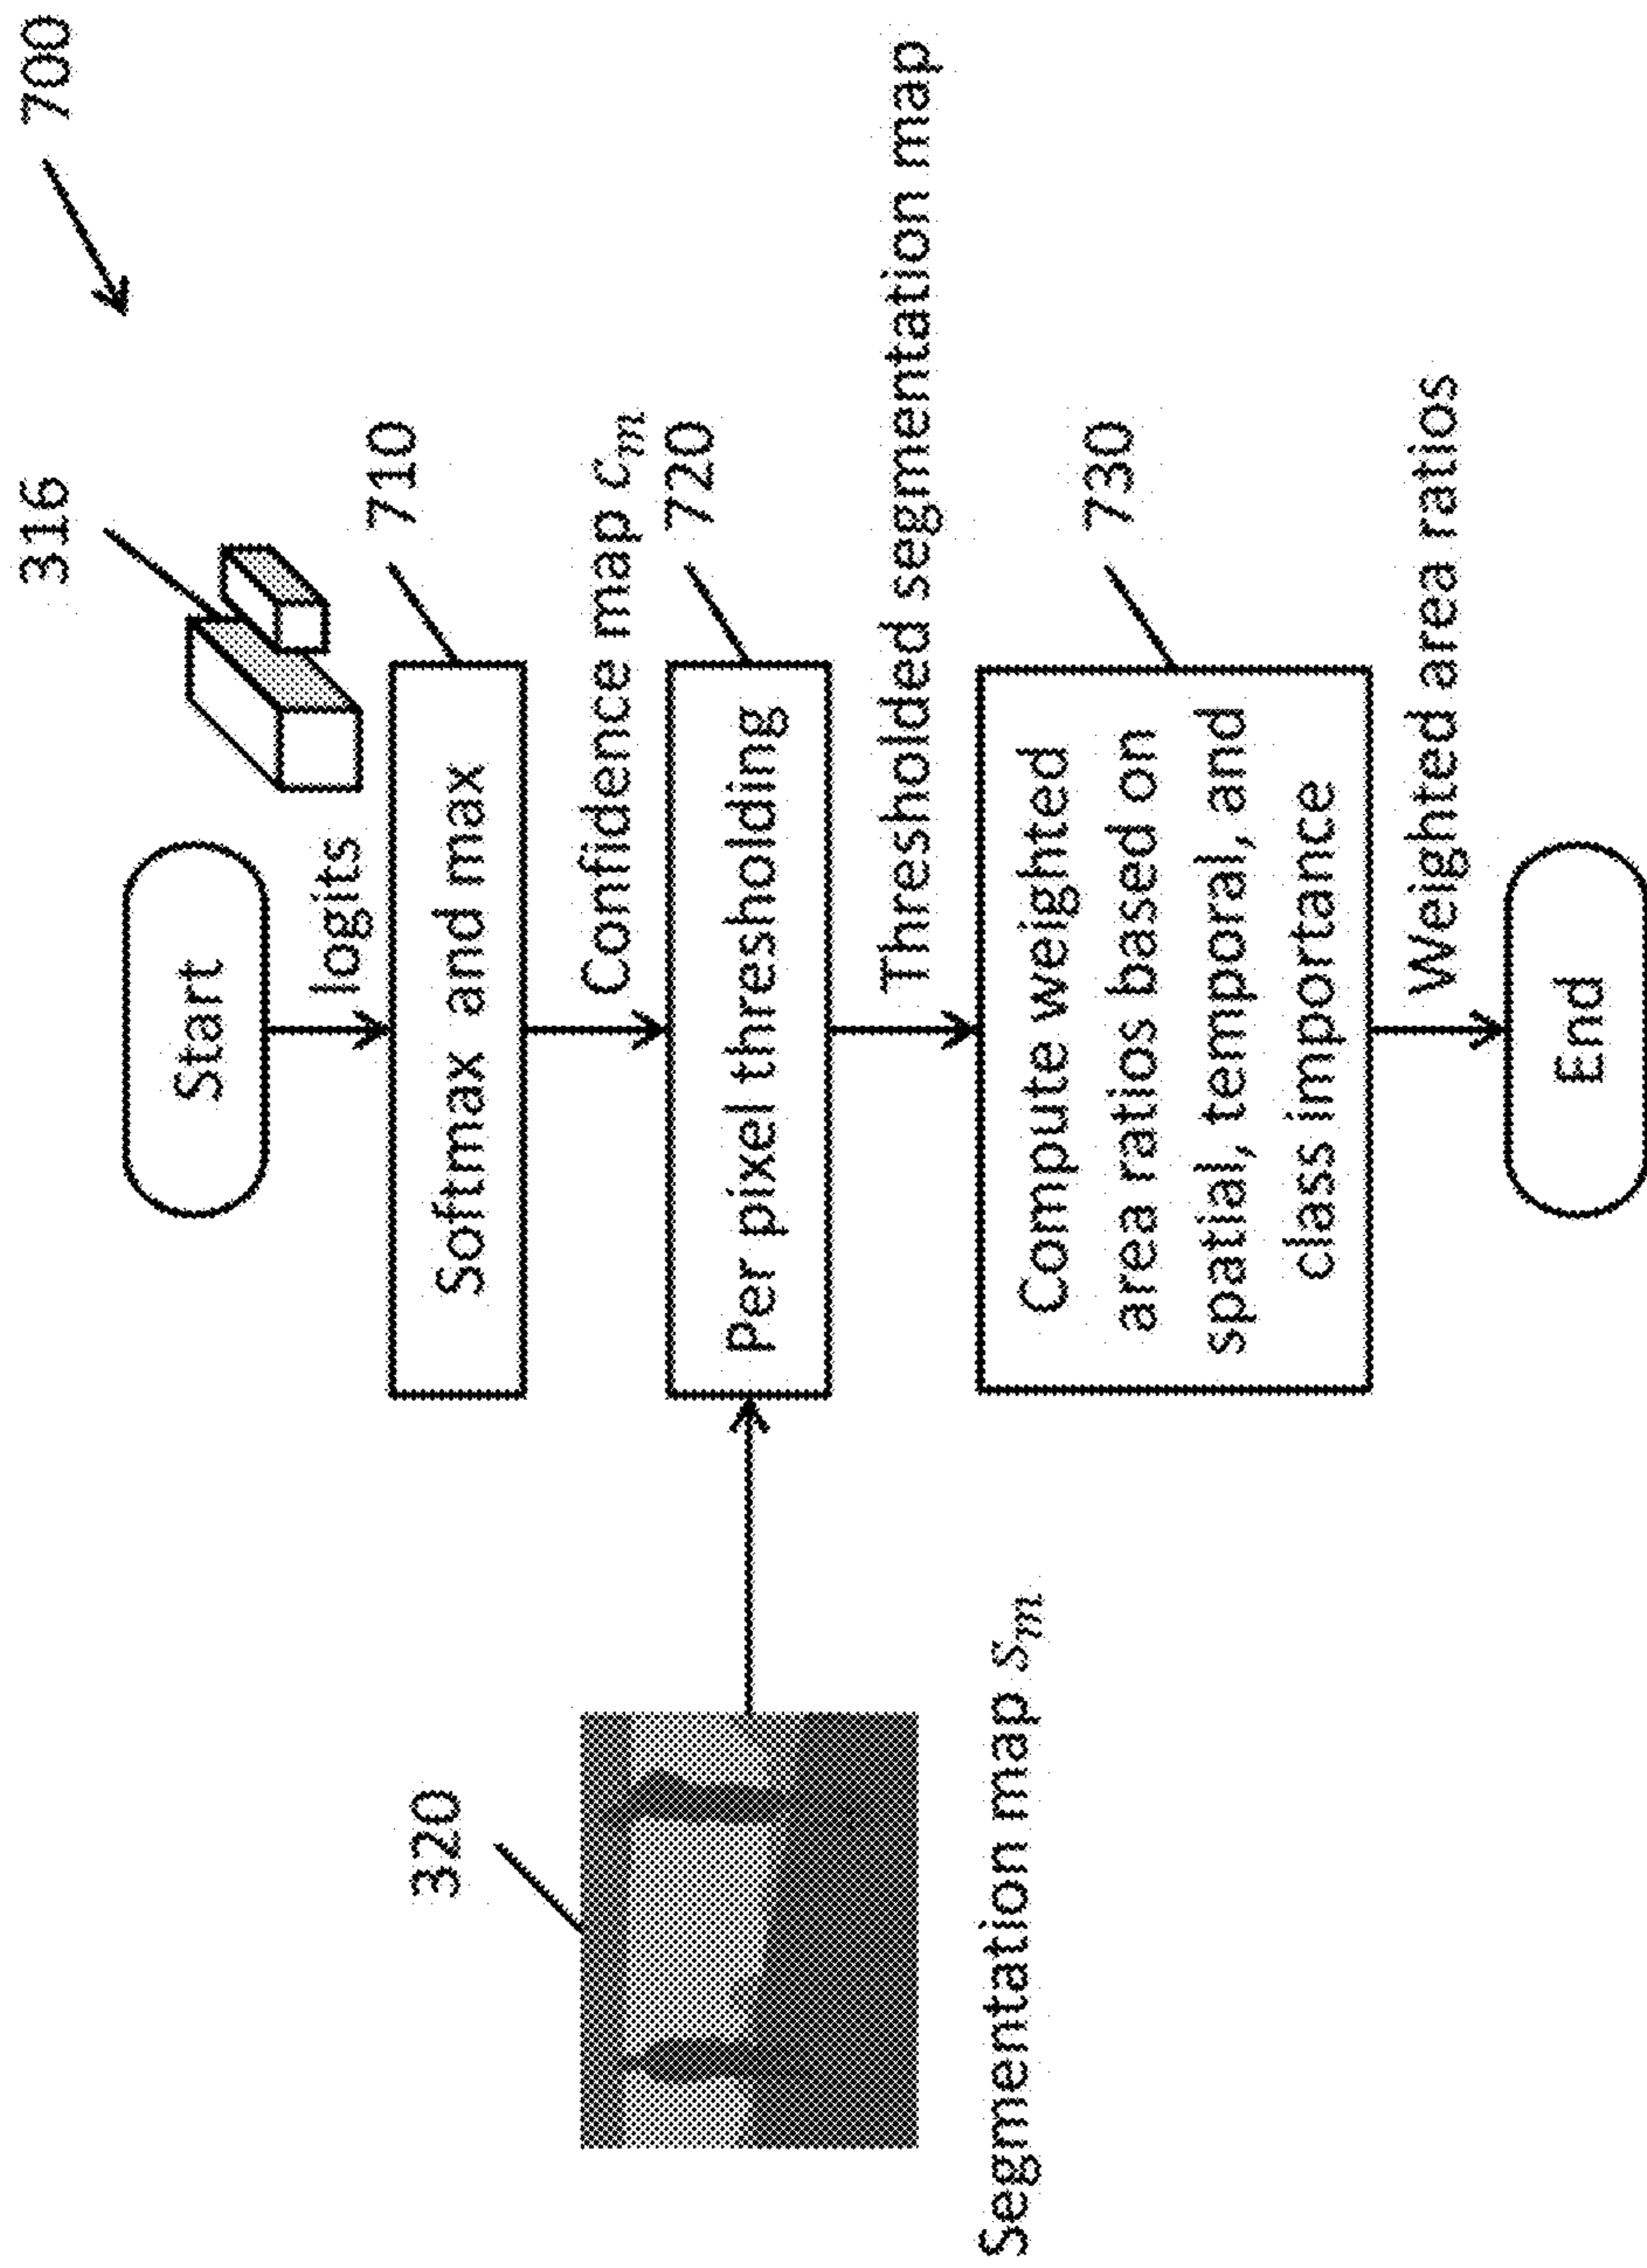 700
316
Start
logits
710
Softmax and max
Confidence map cₘ
720
320
Per pixel thresholding
Segmentation map sₘ
Thresholded segmentation map
730
Compute weighted
area ratios based on
spatial, temporal, and
class importance
Weighted area ratios
End